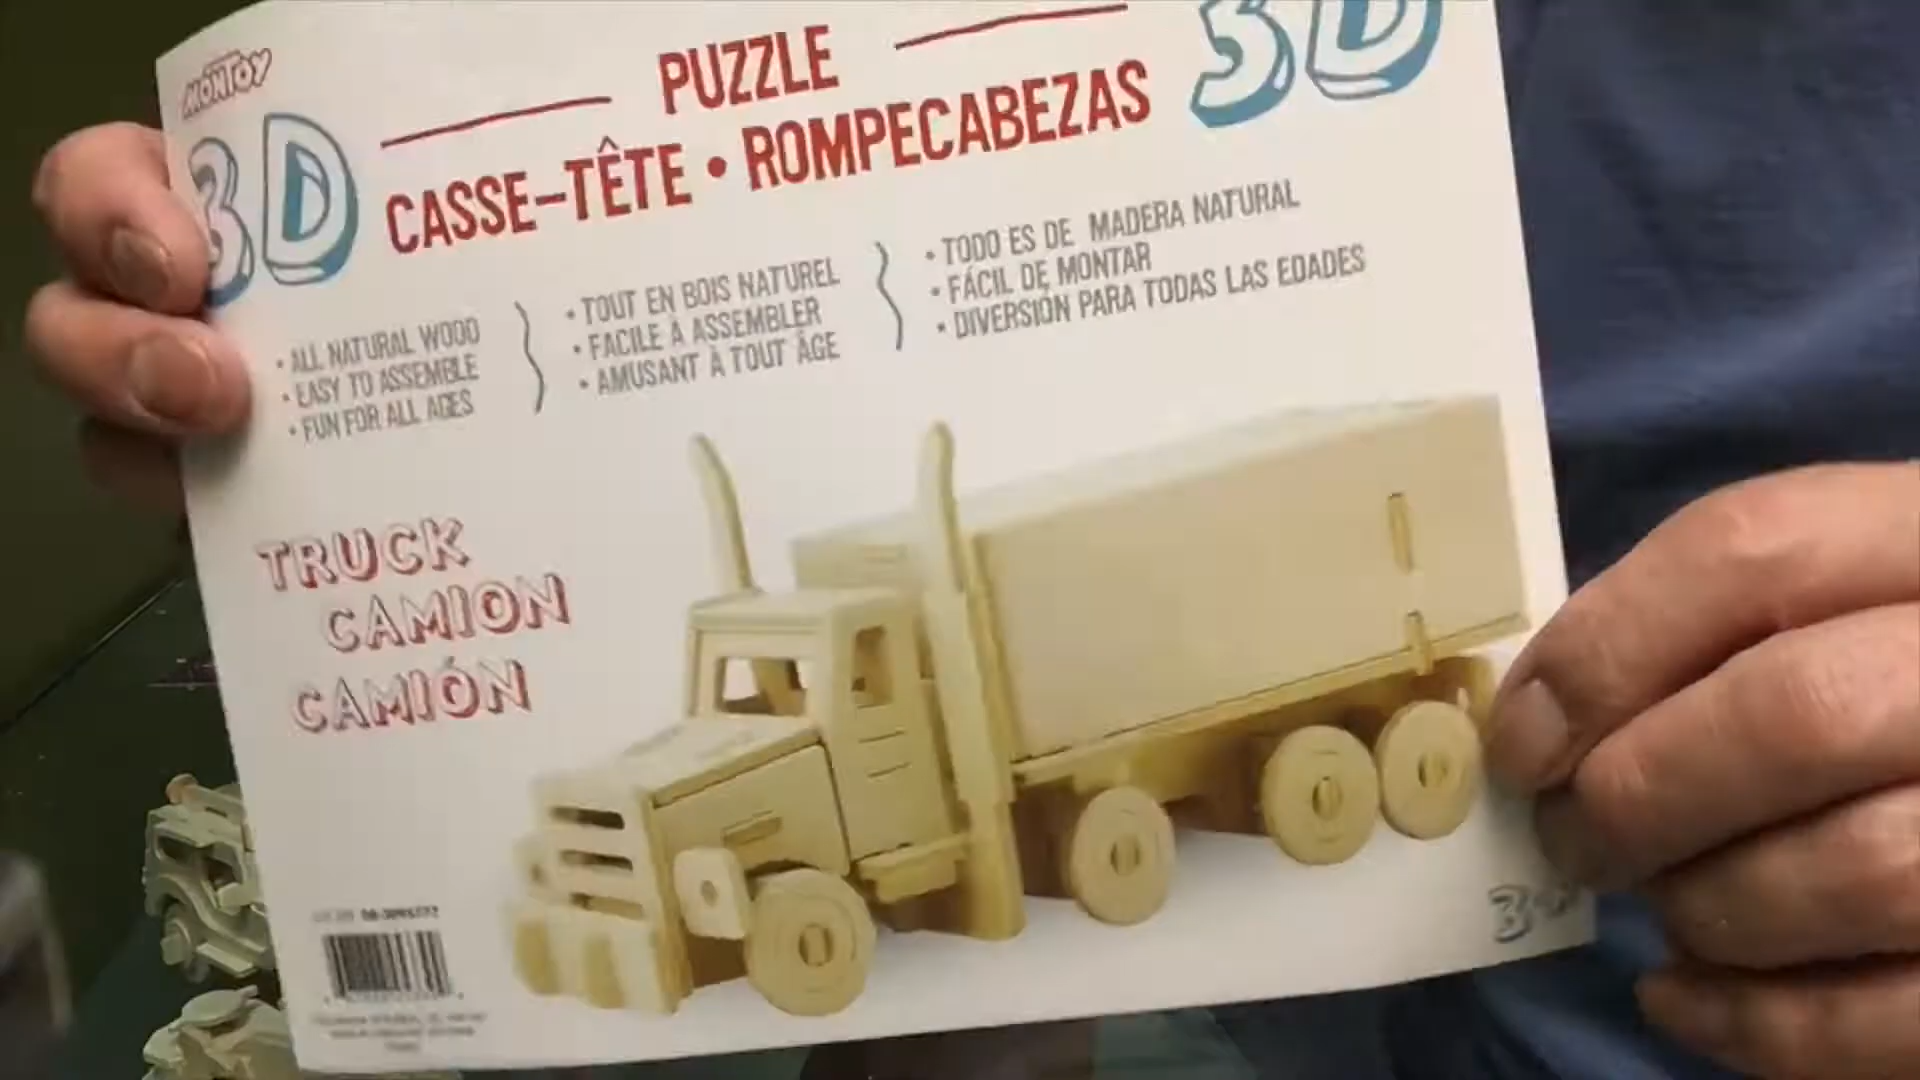 MONTOY
3D
PUZZLE
3D
CASSE-TÊTE • ROMPECABEZAS
• ALL NATURAL WOOD
• EASY TO ASSEMBLE
• FUN FOR ALL AGES
• TOUT EN BOIS NATUREL
• FACILE À ASSEMBLER
• AMUSANT À TOUT ÂGE
• TODO ES DE MADERA NATURAL
• FÁCIL DE MONTAR
• DIVERSIÓN PARA TODAS LAS EDADES
TRUCK
CAMION
CAMIÓN